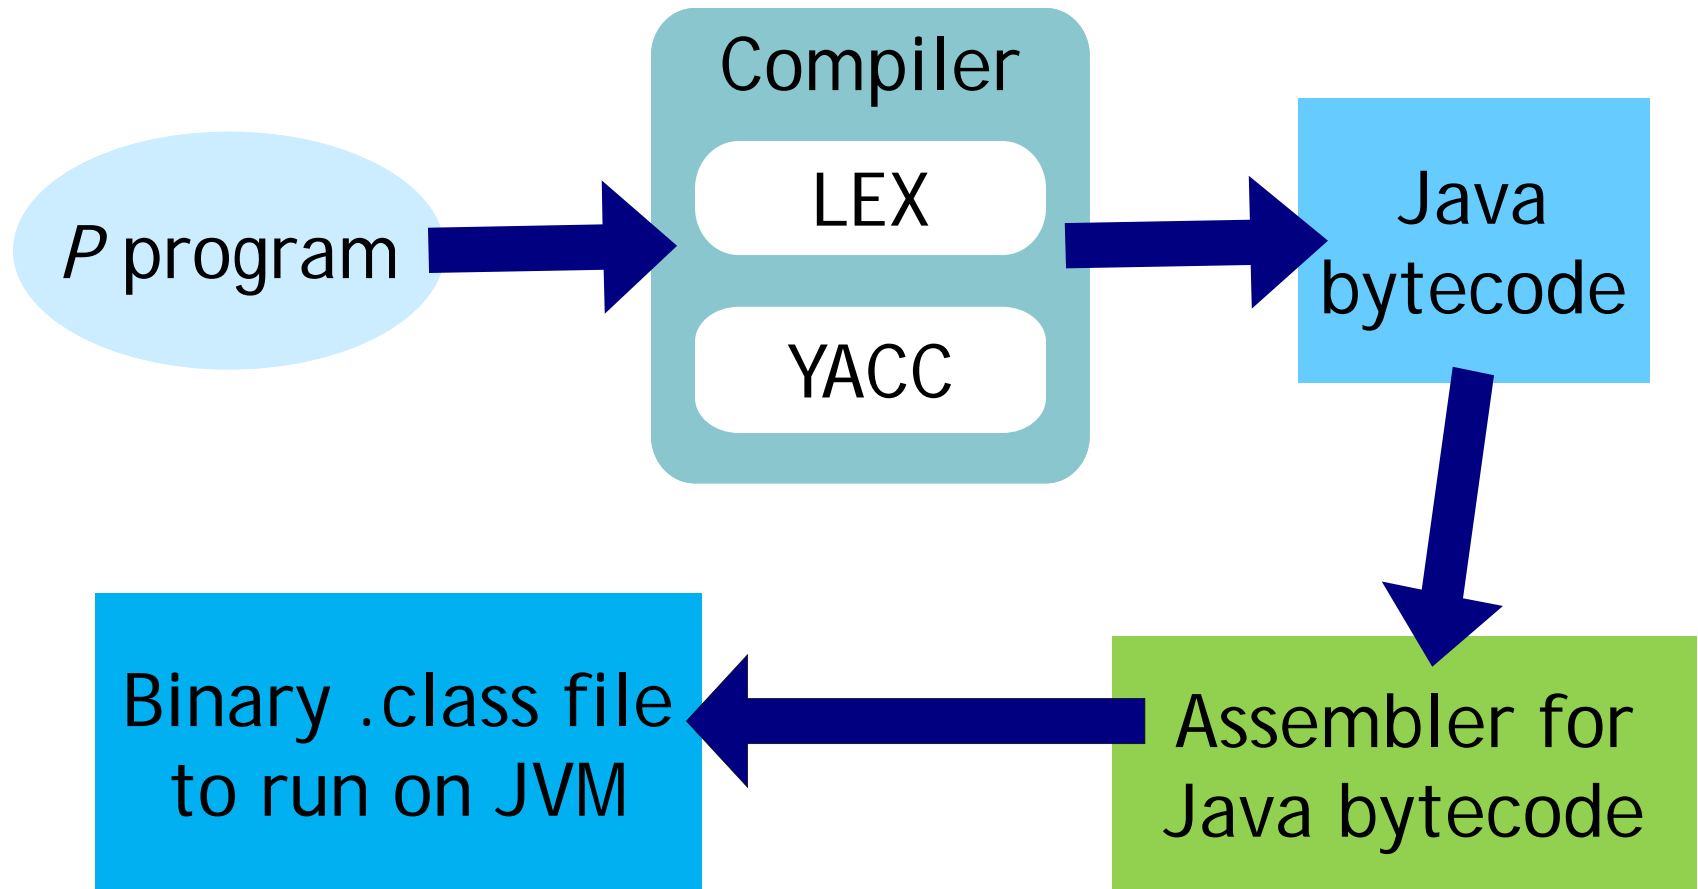 Compiler
LEX
YACC
P program
Java
bytecode
Assembler for
Java bytecode
Binary .class file
to run on JVM